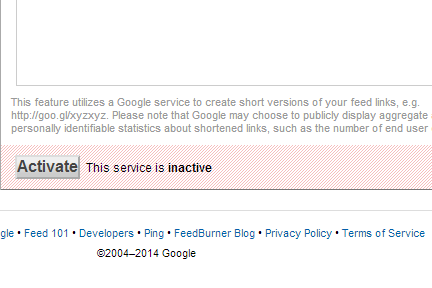 This feature utilizes a Google service to create short versions of your feed links, e.g.
http://goo.gl/xyzxyz. Please note that Google may choose to publicly display aggregate
personally identifiable statistics about shortened links, such as the number of end user
Activate This service is inactive
gle • Feed 101 • Developers • Ping • FeedBurner Blog • Privacy Policy • Terms of Service
©2004–2014 Google